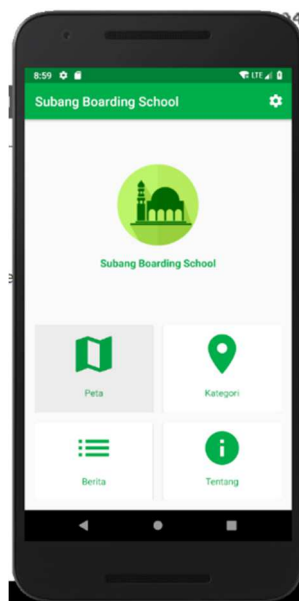 8:59
LTE
Subang Boarding School
Subang Boarding School
Peta
Kategori
Berita
Tentang